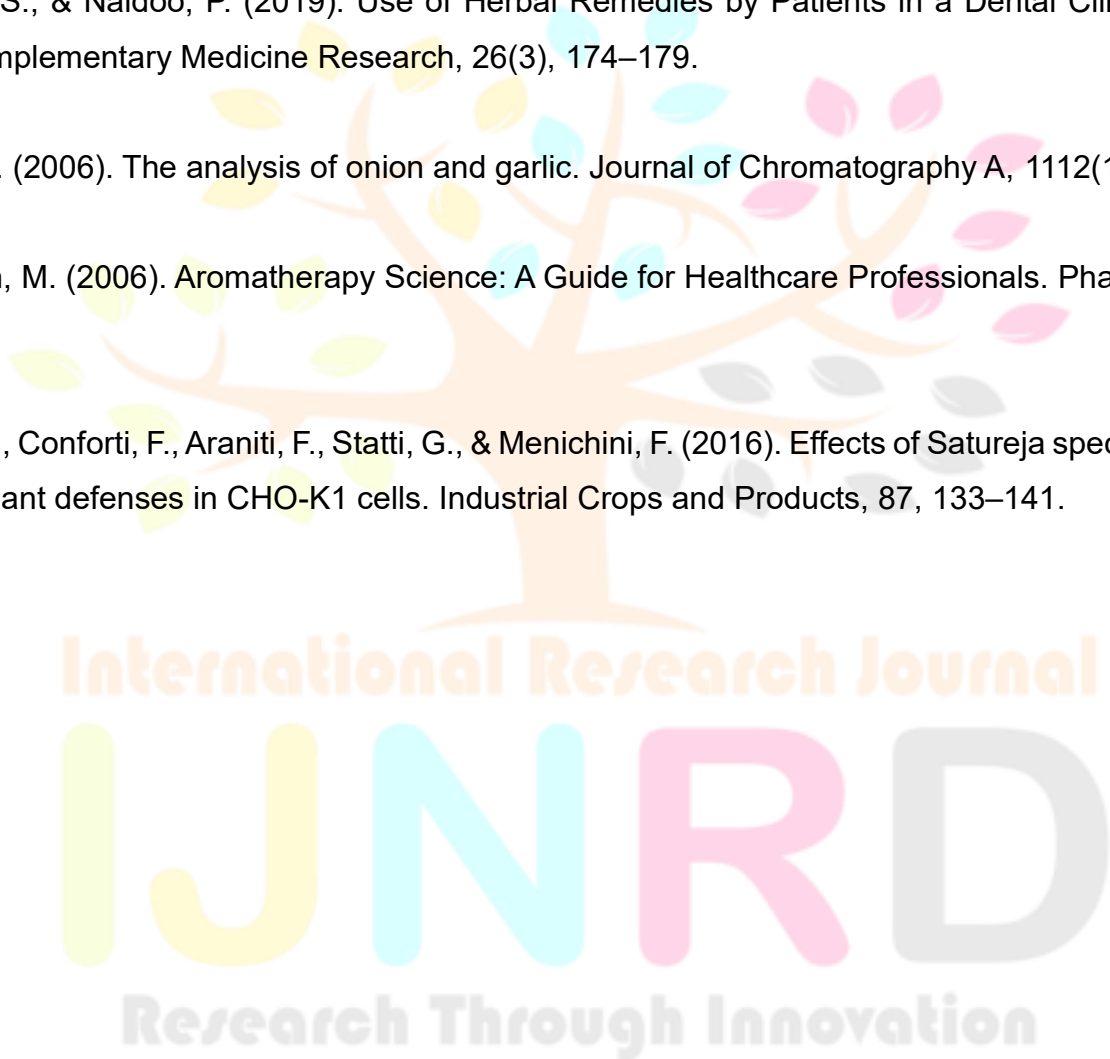 S., & Naidoo, P. (2019). Use of Herbal Remedies by Patients in a Dental Clin
mplementary Medicine Research, 26(3), 174–179.
. (2006). The analysis of onion and garlic. Journal of Chromatography A, 1112(1
, M. (2006). Aromatherapy Science: A Guide for Healthcare Professionals. Pha
, Conforti, F., Araniti, F., Statti, G., & Menichini, F. (2016). Effects of Satureja spec
ant defenses in CHO-K1 cells. Industrial Crops and Products, 87, 133–141.
International Research Journal
IJNRD
Research Through Innovation